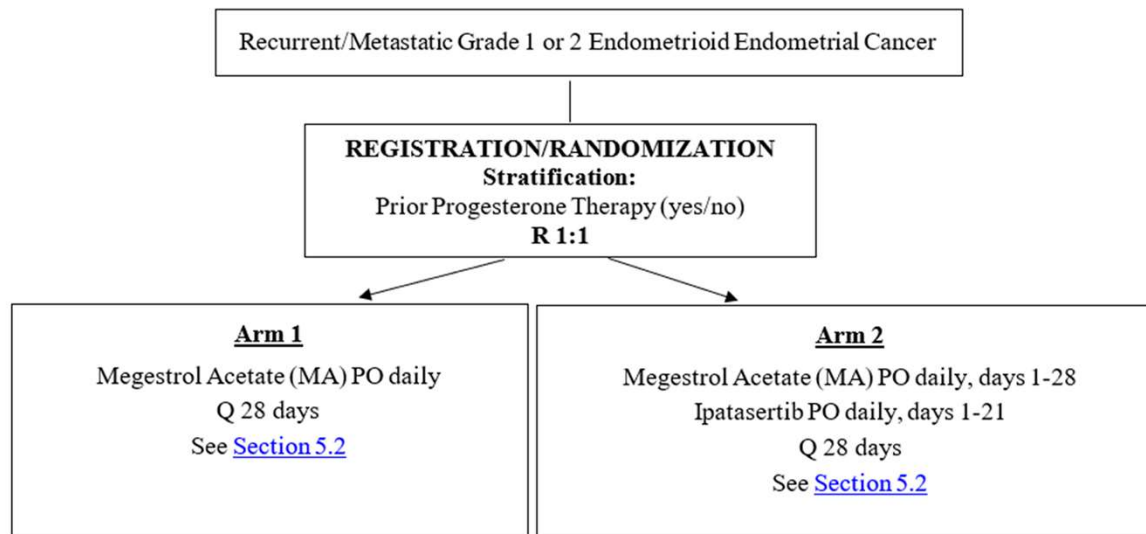 Recurrent/Metastatic Grade 1 or 2 Endometrioid Endometrial Cancer
REGISTRATION/RANDOMIZATION
Stratification:
Prior Progesterone Therapy (yes/no)
R 1:1
Arm 1
Megestrol Acetate (MA) PO daily
Q 28 days
See Section 5.2
Arm 2
Megestrol Acetate (MA) PO daily, days 1-28
Ipatasertib PO daily, days 1-21
Q 28 days
See Section 5.2